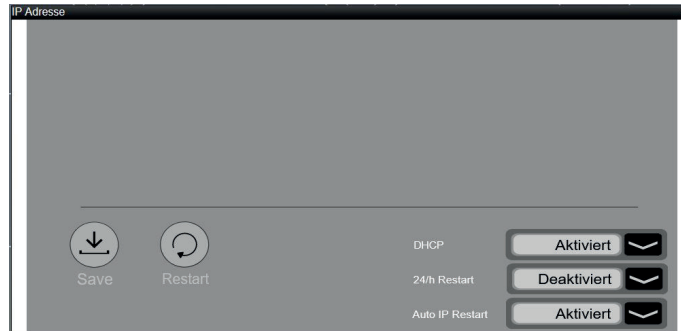 IP Adresse
DHCP Aktiviert
Save Restart 24/h Restart Deaktiviert
Auto IP Restart Aktiviert